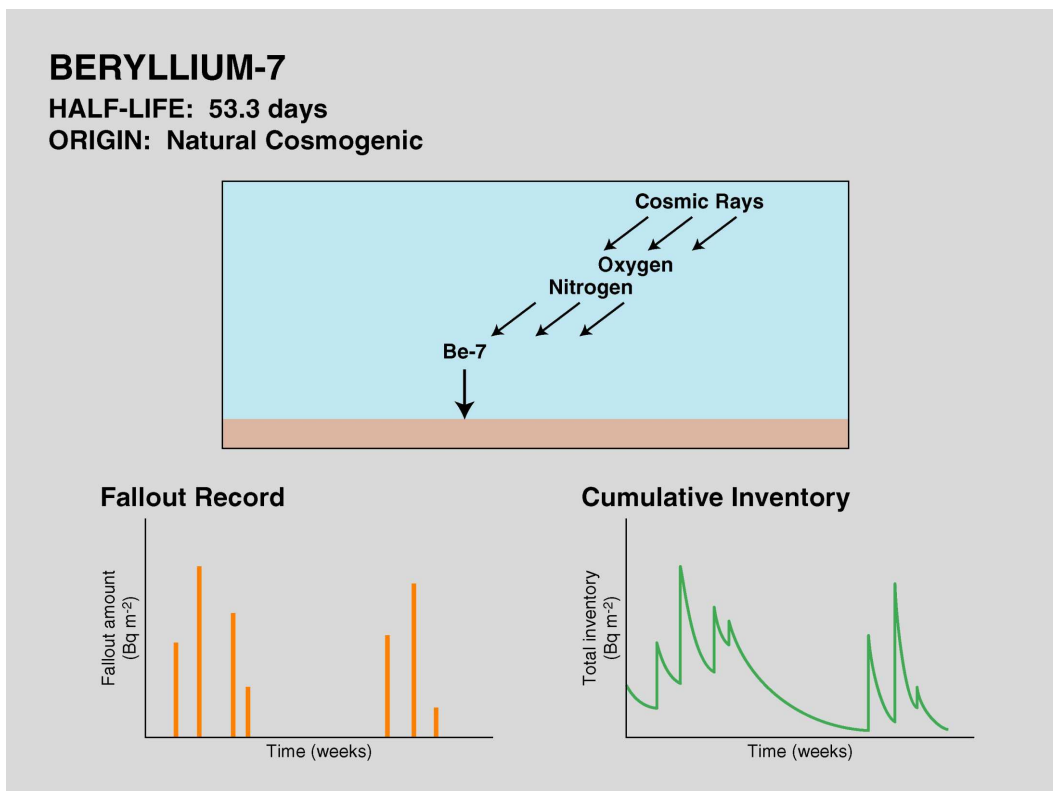 BERYLLIUM-7
HALF-LIFE: 53.3 days
ORIGIN: Natural Cosmogenic
Cosmic Rays
Oxygen
Nitrogen
Be-7
Fallout Record
Fallout amount
(Bq m-2)
Time (weeks)
Cumulative Inventory
Total inventory
(Bq m-2)
Time (weeks)